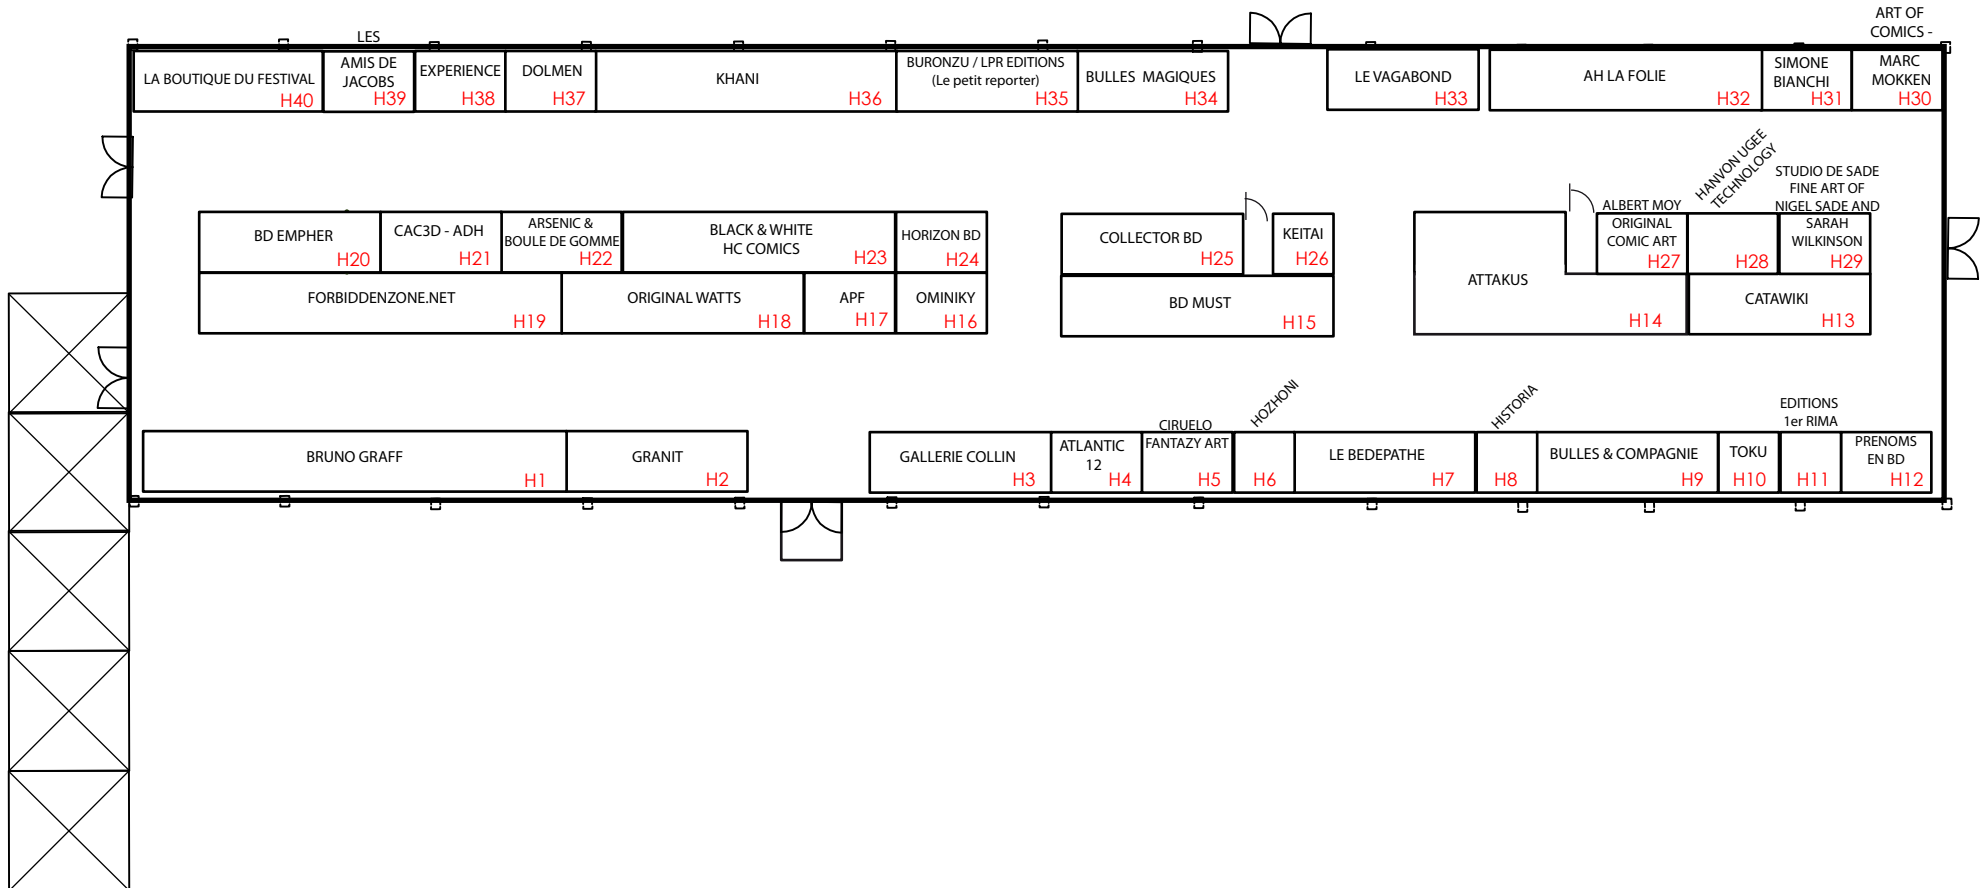 LES
AMIS DE
JACOBS
H39
LA BOUTIQUE DU FESTIVAL
H40
EXPERIENCE
H38
DOLMEN
H37
KHANI
H36
BURONZU / LPR EDITIONS
(Le petit reporter)
H35
BULLES MAGIQUES
H34
LE VAGABOND
H33
AH LA FOLIE
H32
SIMONE
BIANCHI
H31
ART OF
COMICS -
MARC
MOKKEN
H30
BD EMPHER
H20
CAC3D - ADH
H21
ARSENIC &
BOULE DE GOMME
H22
BLACK & WHITE
HC COMICS
H23
HORIZON BD
H24
COLLECTOR BD
H25
KEITAI
H26
ALBERT MOY
ORIGINAL
COMIC ART
H27
HANVON UGEE
TECHNOLOGY
H28
STUDIO DE SADE
FINE ART OF
NIGEL SADE AND
SARAH
WILKINSON
H29
FORBIDDENZONE.NET
H19
ORIGINAL WATTS
H18
APF
H17
OMINIKY
H16
BD MUST
H15
ATTAKUS
H14
CATAWIKI
H13
BRUNO GRAFF
H1
GRANIT
H2
GALLERIE COLLIN
H3
ATLANTIC
12
H4
CIRUELO
FANTAZY ART
H5
HOZHONI
H6
LE BEDEPATHE
H7
HISTORIA
H8
BULLES & COMPAGNIE
H9
TOKU
H10
EDITIONS
1er RIMA
H11
PRENOMS
EN BD
H12